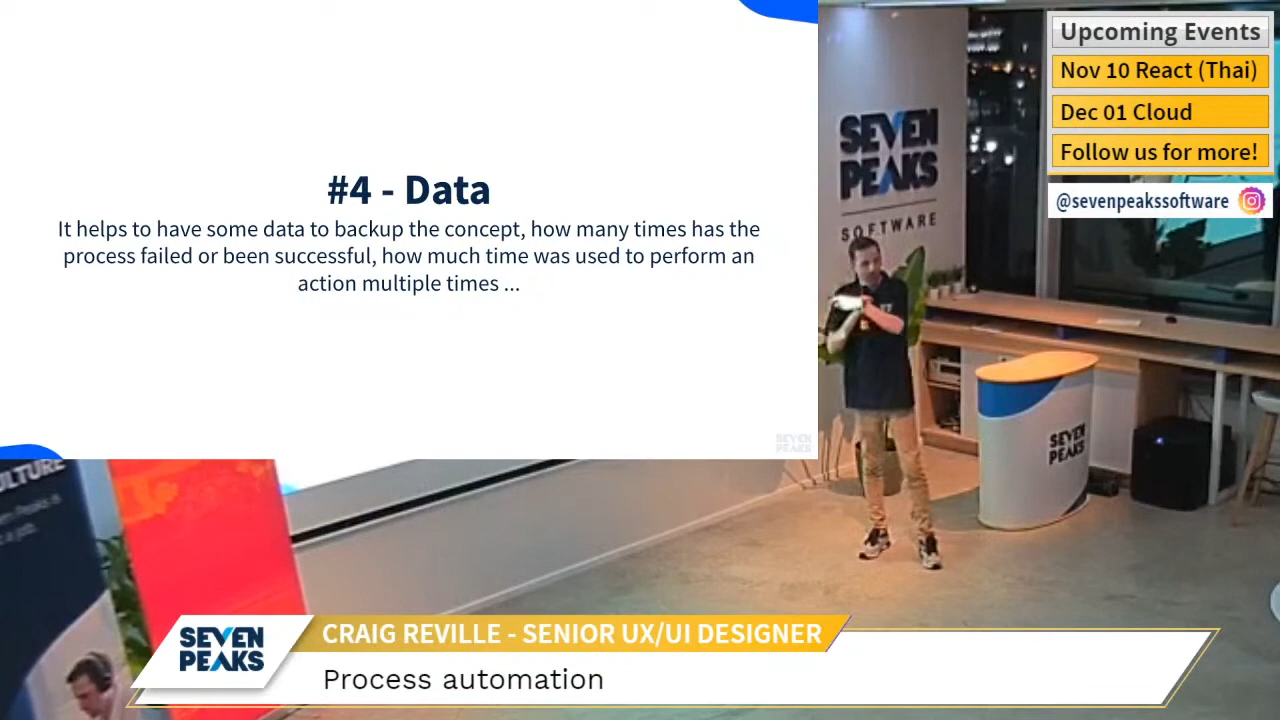 #4 - Data
It helps to have some data to backup the concept, how many times has the
process failed or been successful, how much time was used to perform an
action multiple times ...
SEVEN
PEAKS
SEVEN
PEAKS
SOFTWARE
Upcoming Events
Nov 10 React (Thai)
Dec 01 Cloud
Follow us for more!
@sevenpeakssoftware
SEVEN
PEAKS
ULTURE
a job.
SEVEN
PEAKS
CRAIG REVILLE - SENIOR UX/UI DESIGNER
Process automation